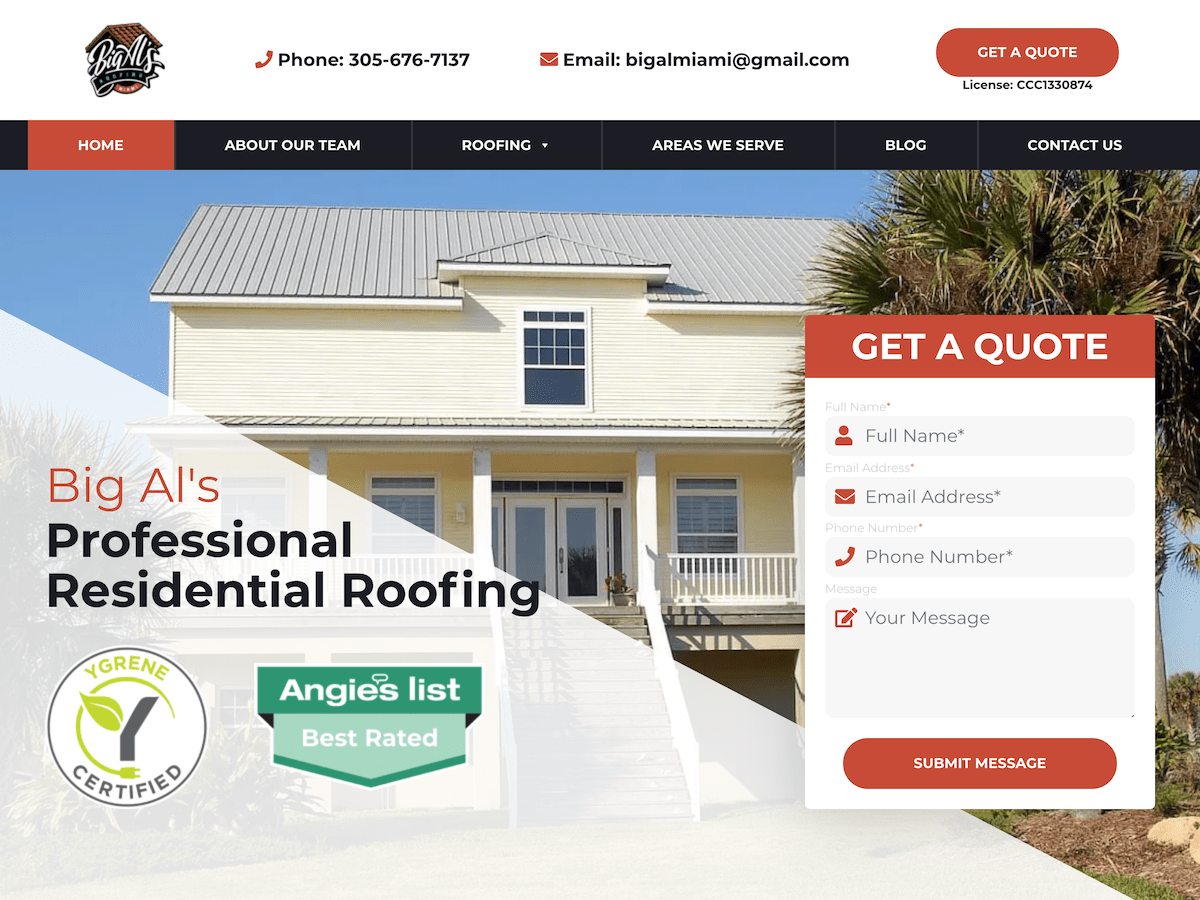 Big Al's
ROOFING
MIAMI
Phone: 305-676-7137
Email: bigalmiami@gmail.com
GET A QUOTE
License: CCC1330874
HOME
ABOUT OUR TEAM
ROOFING
AREAS WE SERVE
BLOG
CONTACT US
Big Al's
Professional
Residential Roofing
YGRENE
Y
CERTIFIED
Angie's list
Best Rated
GET A QUOTE
Full Name*
Full Name*
Email Address*
Email Address*
Phone Number*
Phone Number*
Message
Your Message
SUBMIT MESSAGE